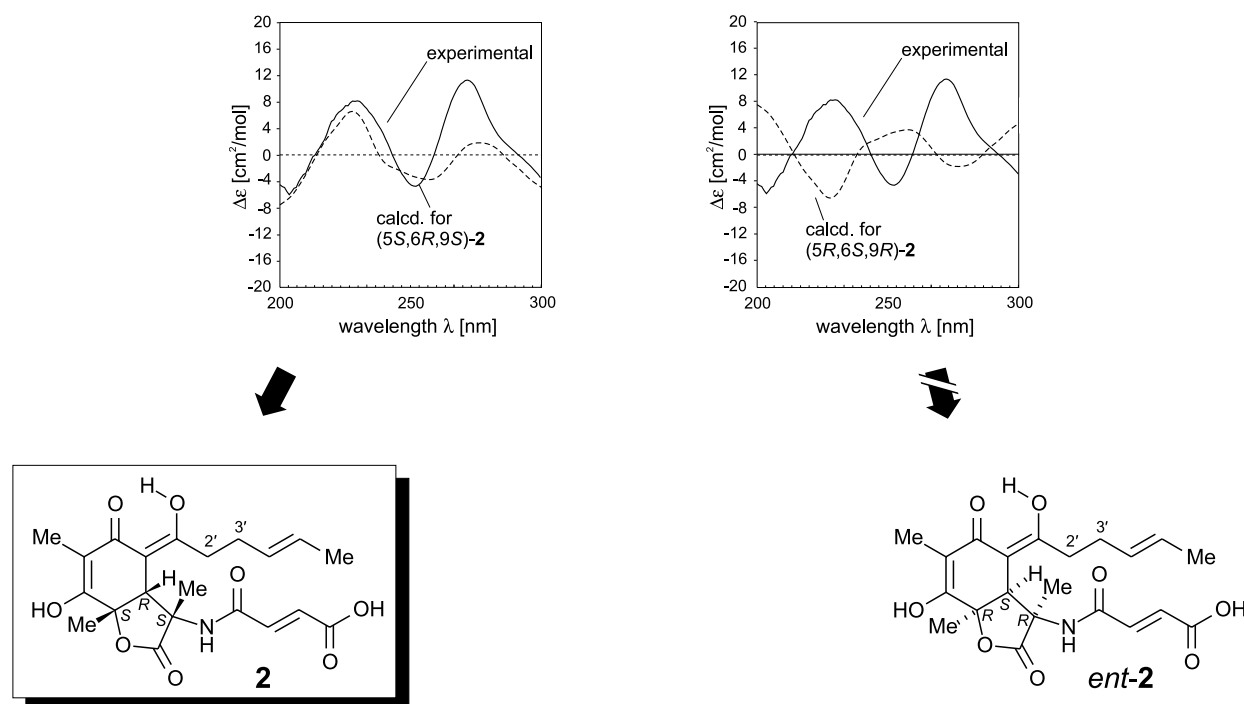 20
16
12
8
4
0
-4
-8
-12
-16
-20
Δε [cm²/mol]
experimental
calcd. for
(5S,6R,9S)-2
200
250
300
wavelength λ [nm]
20
16
12
8
4
0
-4
-8
-12
-16
-20
Δε [cm²/mol]
experimental
calcd. for
(5R,6S,9R)-2
200
250
300
wavelength λ [nm]
H
O
O
Me
2'
3'
Me
H
Me
O
OH
HO
S
R
S
Me
N
H
O
O
O
2
H
O
O
Me
2'
3'
Me
H
Me
O
OH
HO
R
S
R
Me
N
H
O
O
O
ent-2